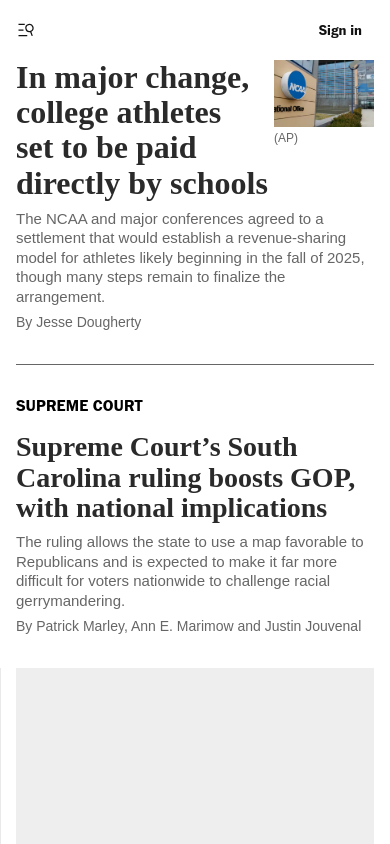 Sign in
In major change,
college athletes
set to be paid
directly by schools
NCAA
ational Office
(AP)
The NCAA and major conferences agreed to a
settlement that would establish a revenue-sharing
model for athletes likely beginning in the fall of 2025,
though many steps remain to finalize the
arrangement.
By Jesse Dougherty
SUPREME COURT
Supreme Court’s South
Carolina ruling boosts GOP,
with national implications
The ruling allows the state to use a map favorable to
Republicans and is expected to make it far more
difficult for voters nationwide to challenge racial
gerrymandering.
By Patrick Marley, Ann E. Marimow and Justin Jouvenal